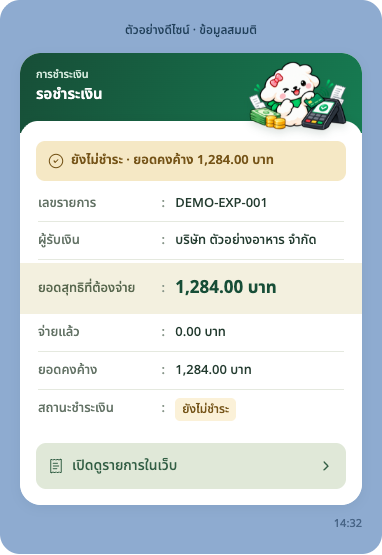 ตัวอย่างดีไซน์ · ข้อมูลสมมติ
การชำระเงิน
รอชำระเงิน
ยังไม่ชำระ · ยอดคงค้าง 1,284.00 บาท
เลขรายการ : DEMO-EXP-001
ผู้รับเงิน : บริษัท ตัวอย่างอาหาร จำกัด
ยอดสุทธิที่ต้องจ่าย : 1,284.00 บาท
จ่ายแล้ว : 0.00 บาท
ยอดคงค้าง : 1,284.00 บาท
สถานะชำระเงิน : ยังไม่ชำระ
เปิดดูรายการในเว็บ
14:32